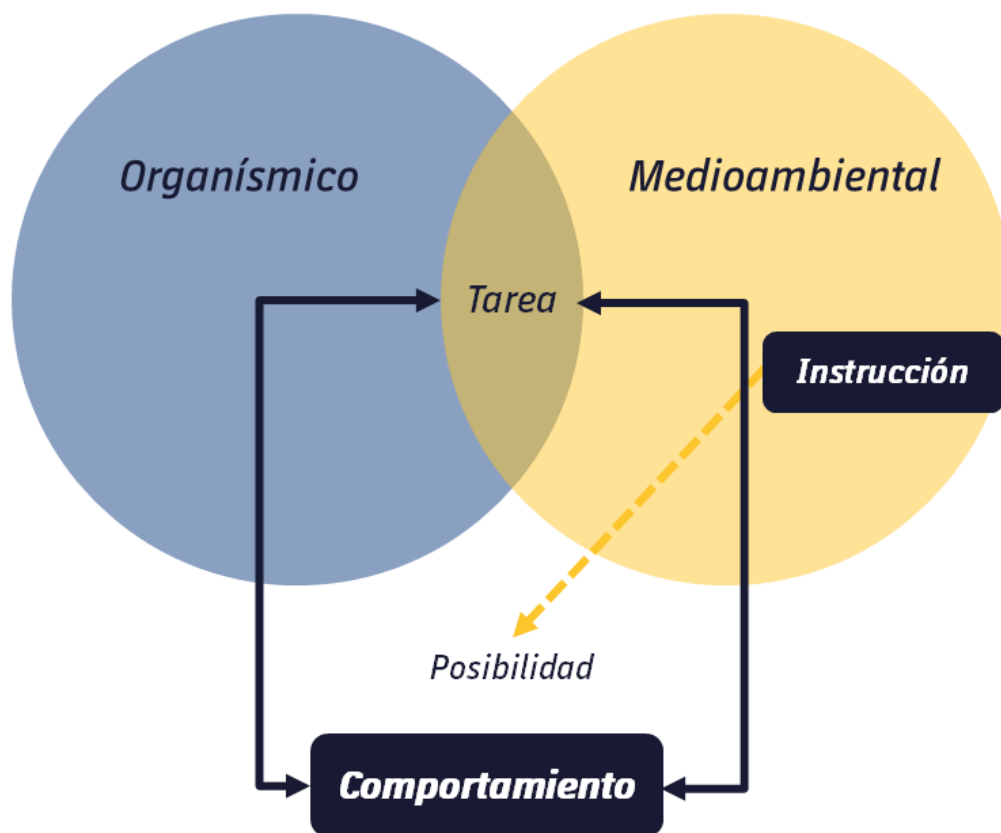 Organísmico
Medioambiental
Tarea
Instrucción
Posibilidad
Comportamiento